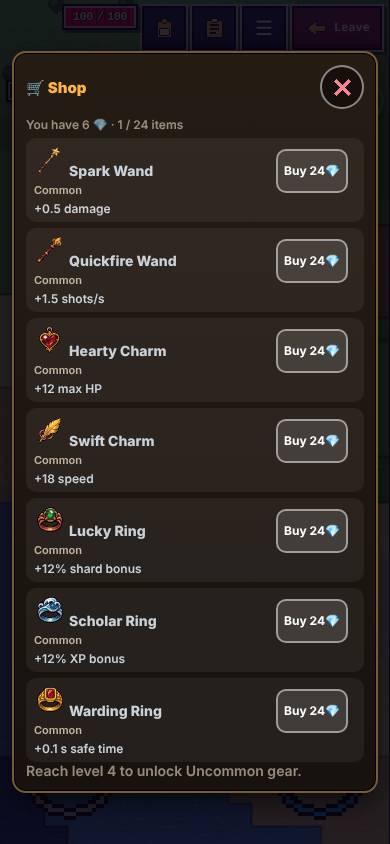 100 / 100
Leave
🛒 Shop
You have 6 💎 · 1 / 24 items
Spark Wand
Buy 24💎
Common
+0.5 damage
Quickfire Wand
Buy 24💎
Common
+1.5 shots/s
Hearty Charm
Buy 24💎
Common
+12 max HP
Swift Charm
Buy 24💎
Common
+18 speed
Lucky Ring
Buy 24💎
Common
+12% shard bonus
Scholar Ring
Buy 24💎
Common
+12% XP bonus
Warding Ring
Buy 24💎
Common
+0.1 s safe time
Reach level 4 to unlock Uncommon gear.